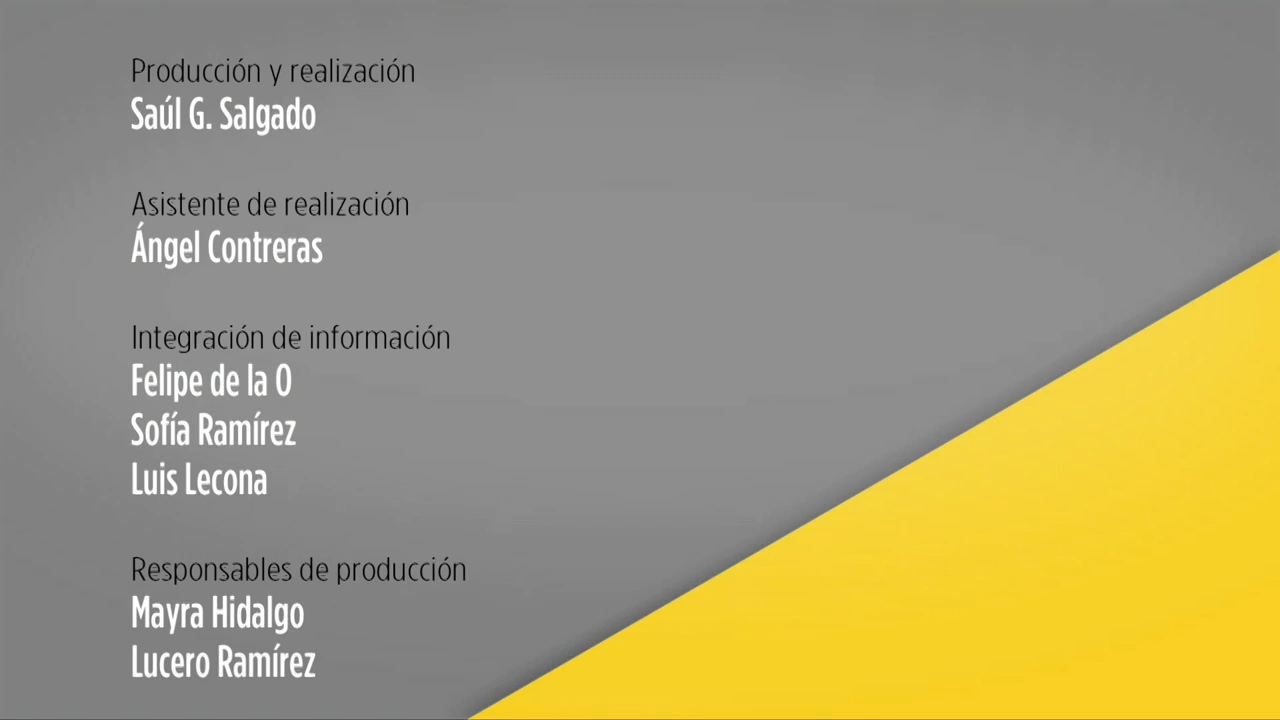 Producción y realización
Saúl G. Salgado
Asistente de realización
Ángel Contreras
Integración de información
Felipe de la O
Sofía Ramírez
Luis Lecona
Responsables de producción
Mayra Hidalgo
Lucero Ramírez